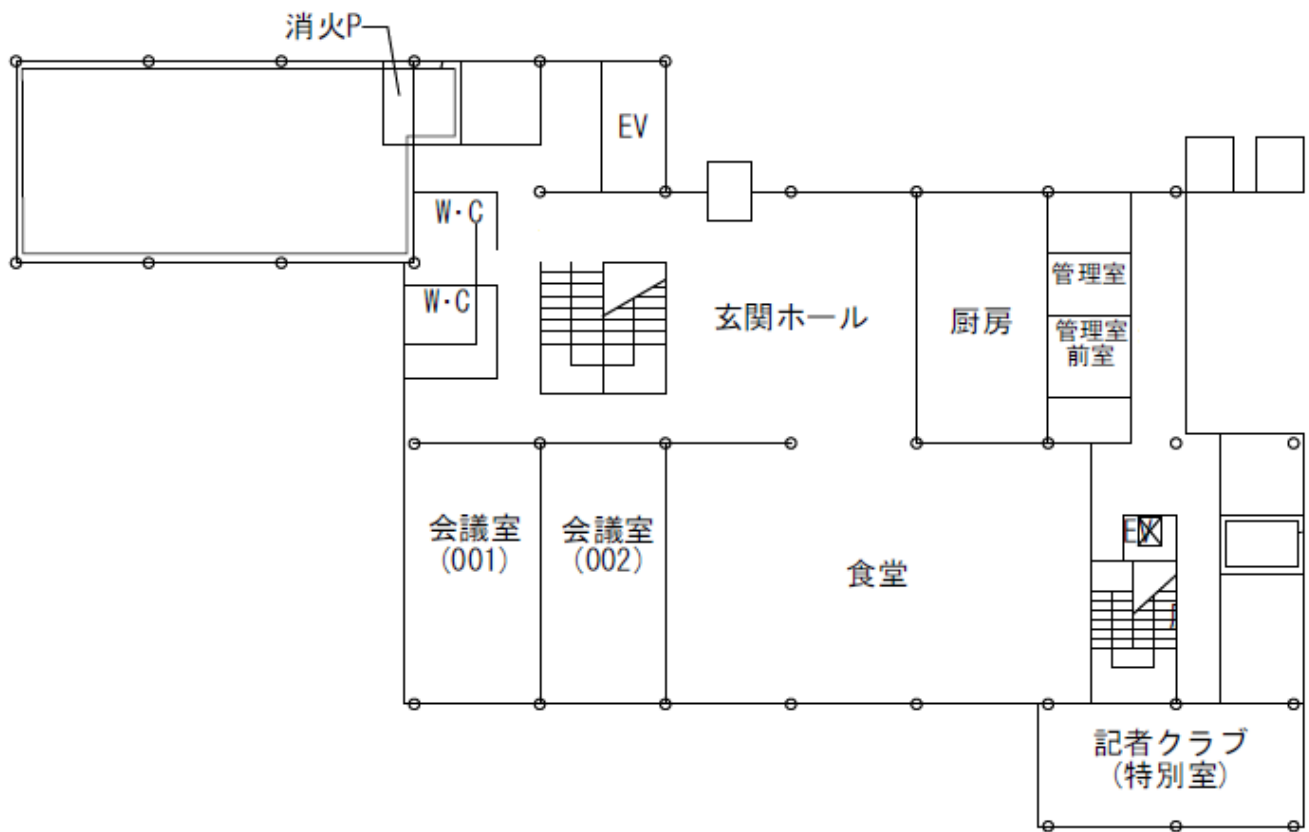 消火P
EV
W・C
W・C
玄関ホール
厨房
管理室
管理室
前室
会議室
(001)
会議室
(002)
食堂
EV
記者クラブ
(特別室)